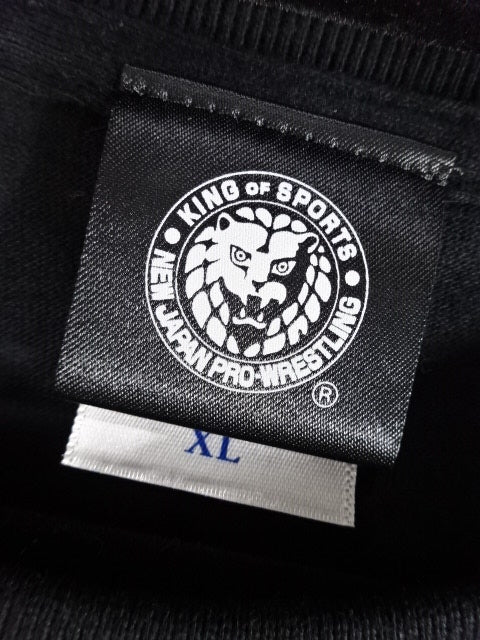 • KING OF SPORTS •
NEW JAPAN PRO-WRESTLING
®
XL